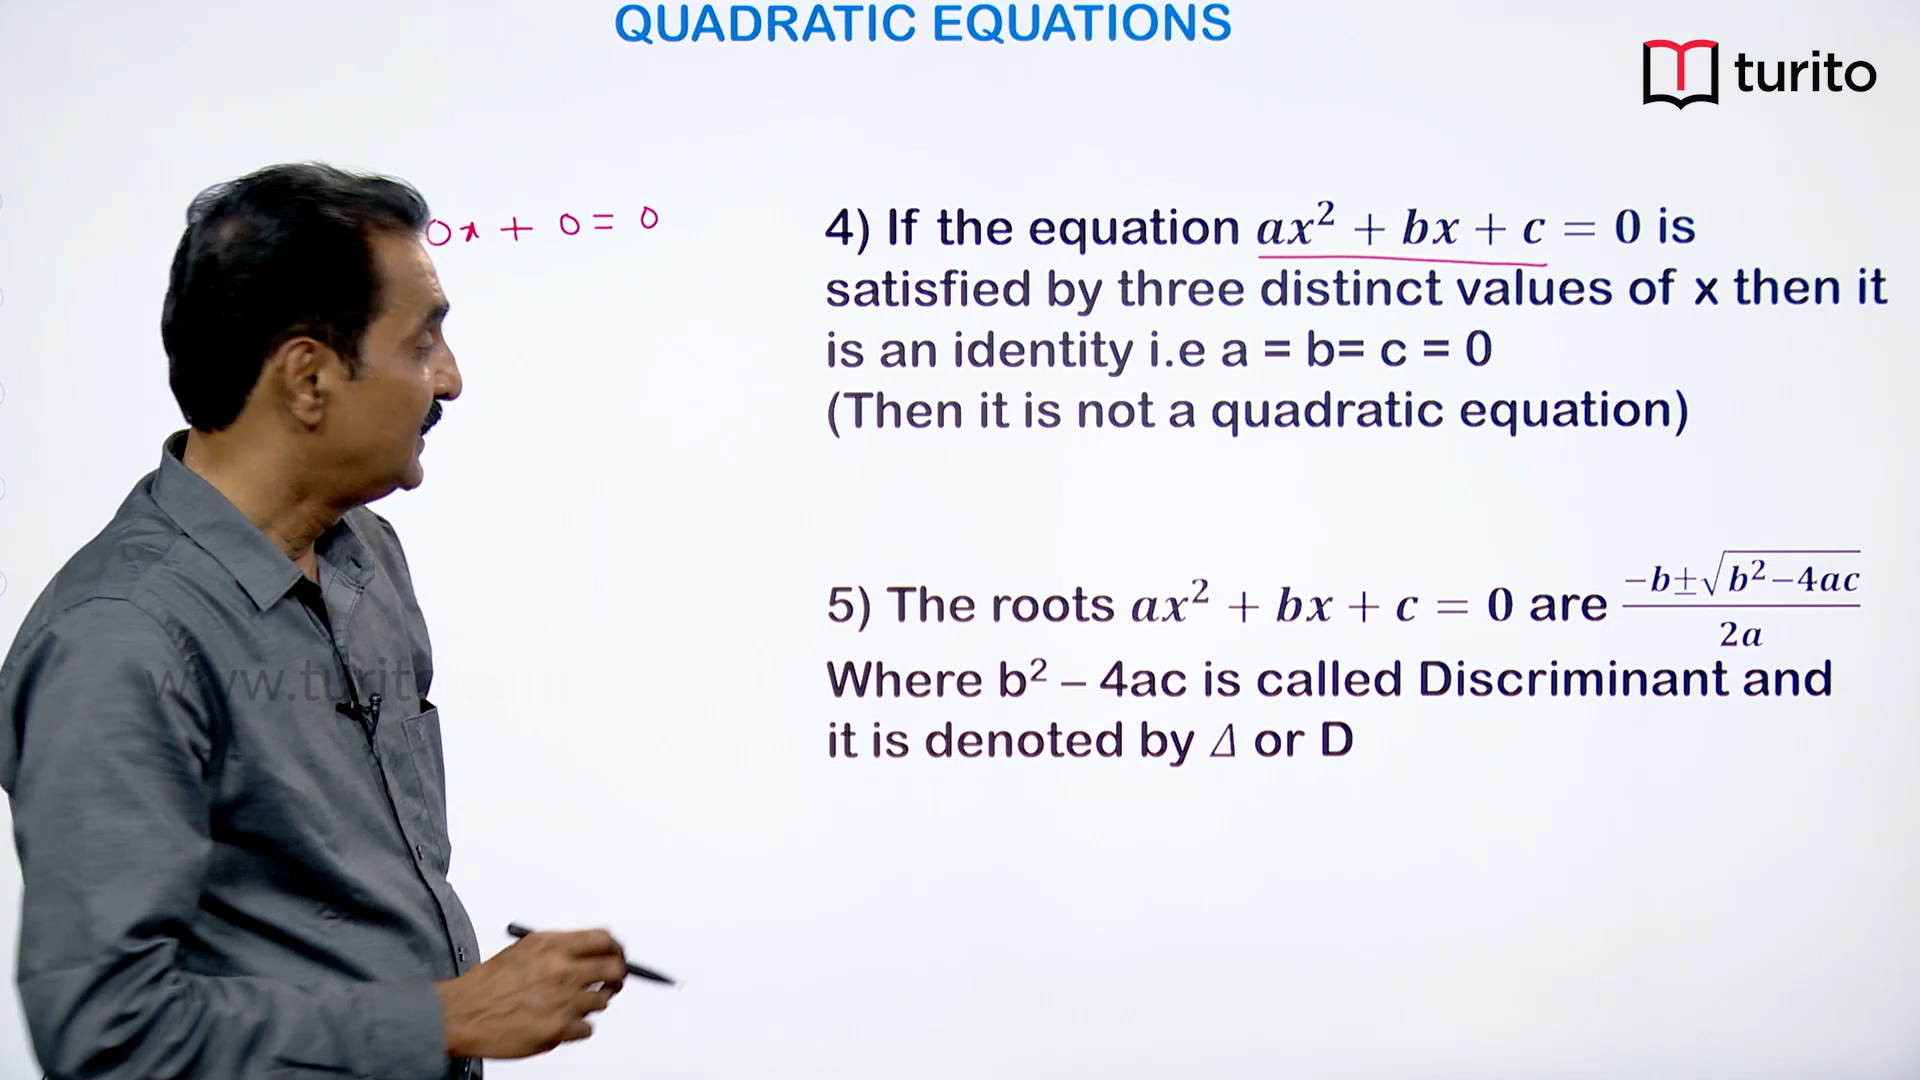 QUADRATIC EQUATIONS
turito
0x + 0 = 0
4) If the equation ax² + bx + c = 0 is
satisfied by three distinct values of x then it
is an identity i.e a = b= c = 0
(Then it is not a quadratic equation)
5) The roots ax² + bx + c = 0 are (−b±√(b²−4ac))/(2a)
Where b² – 4ac is called Discriminant and
it is denoted by Δ or D
www.turito